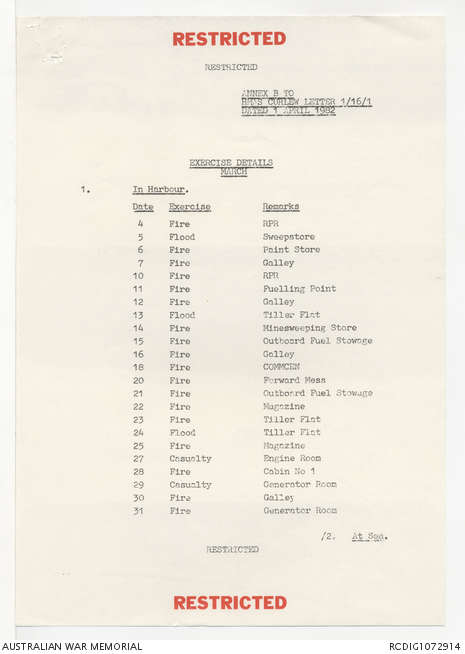 RESTRICTED
RESTRICTED
ANNEX B TO
HMAS CURLEW LETTER 1/16/1
DATED 1 APRIL 1982
EXERCISE DETAILS
MARCH
1. In Harbour.
Date Exercise Remarks
4 Fire RPR
5 Flood Sweepstore
6 Fire Paint Store
7 Fire Galley
10 Fire RPR
11 Fire Fuelling Point
12 Fire Galley
13 Flood Tiller Flat
14 Fire Minesweeping Store
15 Fire Outboard Fuel Stowage
16 Fire Galley
18 Fire COMMCEN
20 Fire Forward Mess
21 Fire Outboard Fuel Stowage
22 Fire Magazine
23 Fire Tiller Flat
24 Flood Tiller Flat
25 Fire Magazine
27 Casualty Engine Room
28 Fire Cabin No 1
29 Casualty Generator Room
30 Fire Galley
31 Fire Generator Room
/2. At Sea.
RESTRICTED
RESTRICTED
AUSTRALIAN WAR MEMORIAL RCDIG1072914